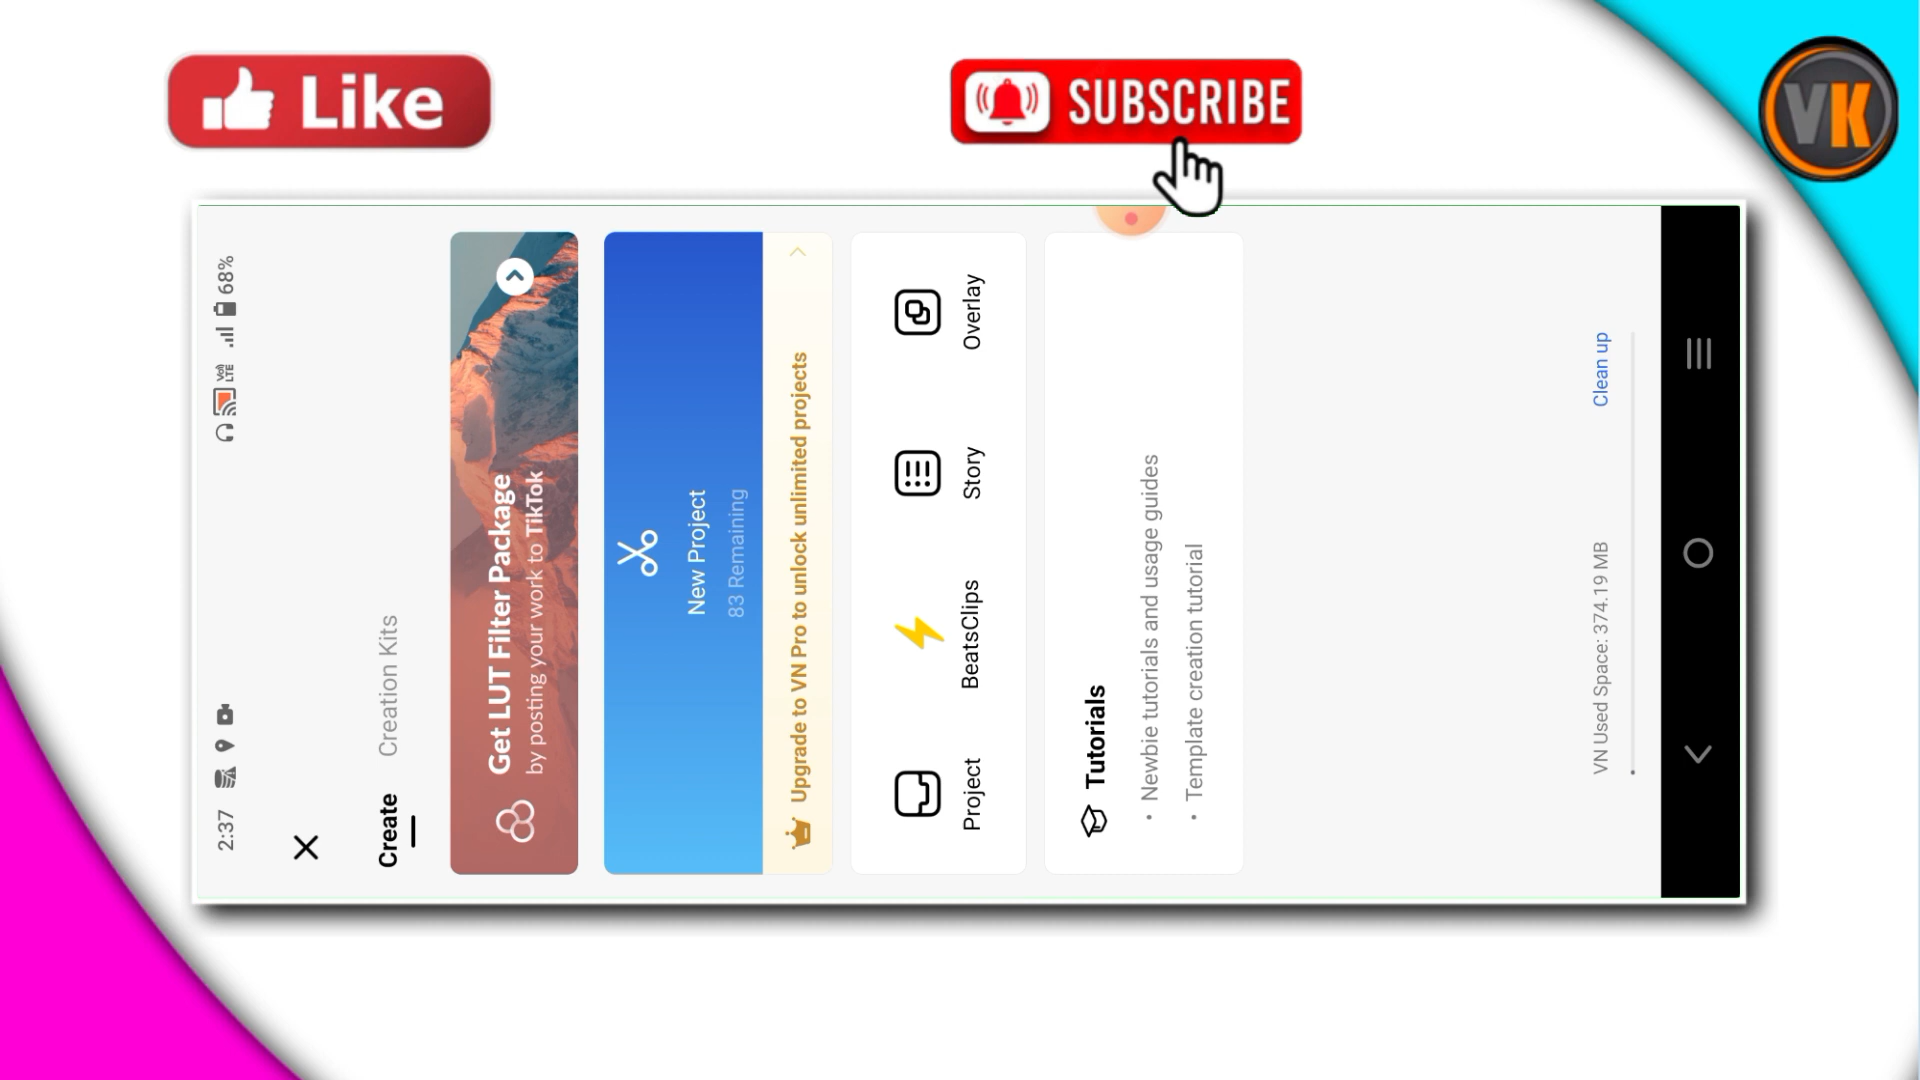 Like
SUBSCRIBE
VK
2:37
VoLTE
68%
Create
Creation Kits
Get LUT Filter Package
by posting your work to TikTok
New Project
83 Remaining
Upgrade to VN Pro to unlock unlimited projects
Project
BeatsClips
Story
Overlay
Tutorials
• Newbie tutorials and usage guides
• Template creation tutorial
VN Used Space: 374.19 MB
Clean up